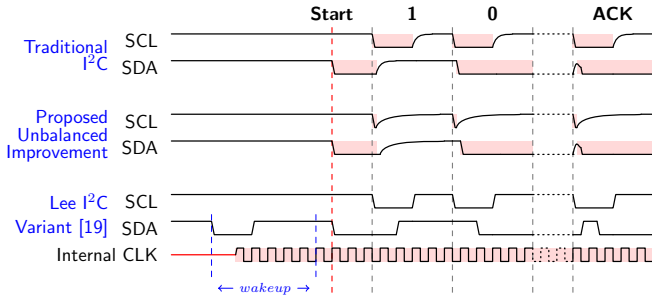 Start 1 0 ACK
Traditional I²C
SCL
SDA
Proposed Unbalanced Improvement
SCL
SDA
Lee I²C Variant [19]
SCL
SDA
Internal CLK
← wakeup →